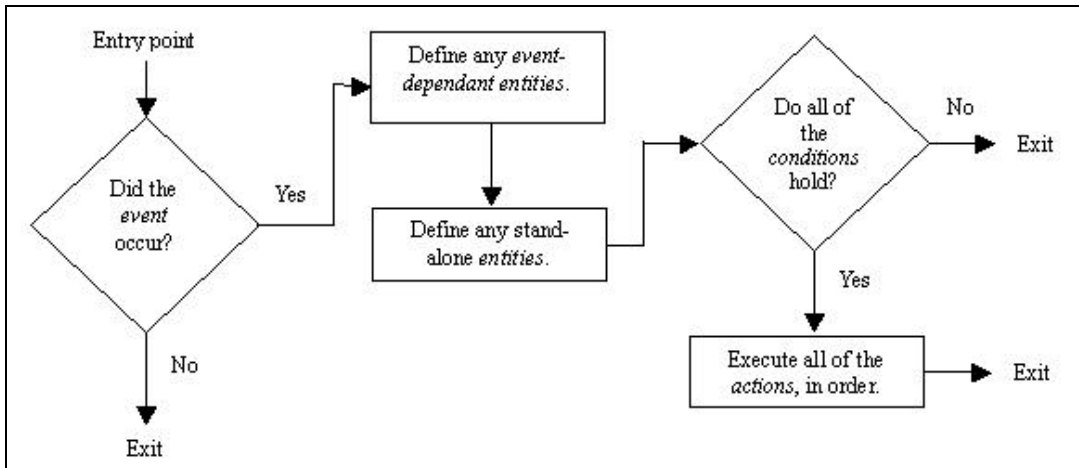 Entry point
Did the
event
occur?
Yes
No
Exit
Define any event-
dependant entities.
Define any stand-
alone entities.
Do all of
the
conditions
hold?
No
Exit
Yes
Execute all of the
actions, in order.
Exit